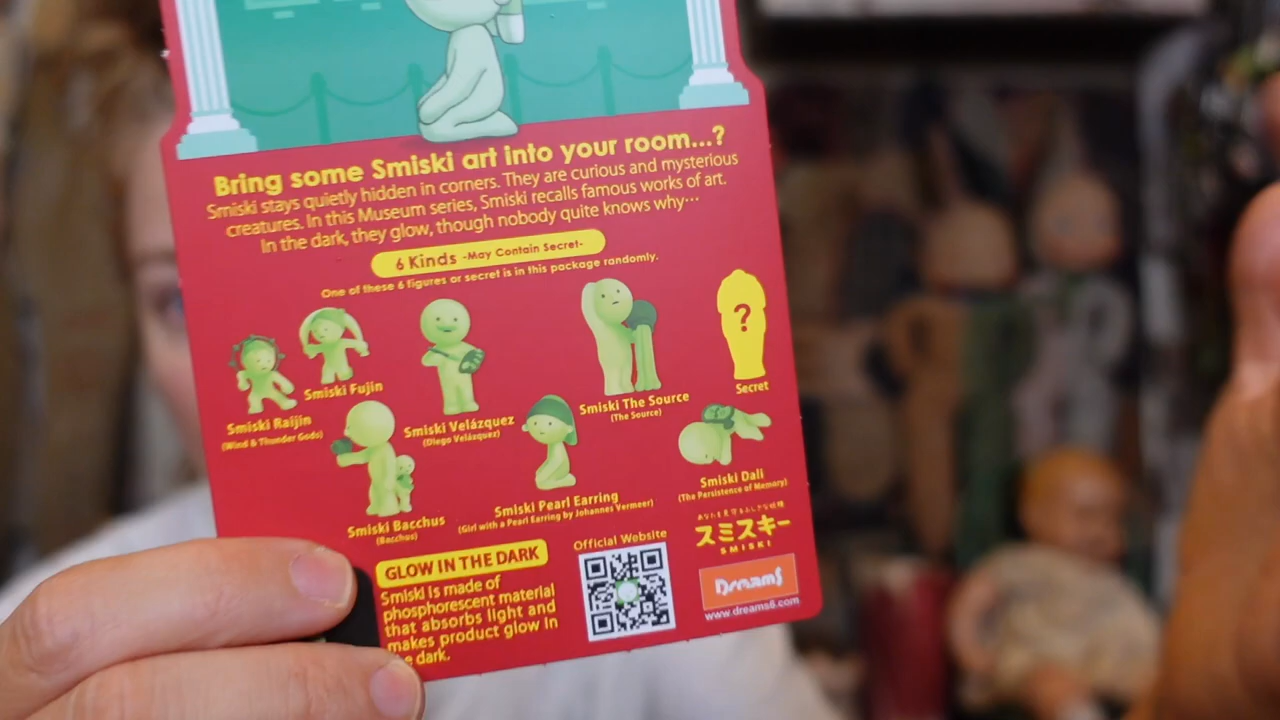 Bring some Smiski art into your room...?
Smiski stays quietly hidden in corners. They are curious and mysterious
creatures. In this Museum series, Smiski recalls famous works of art.
In the dark, they glow, though nobody quite knows why...
6 Kinds -May Contain Secret-
One of these 6 figures or secret is in this package randomly.
?
Smiski Raijin
Smiski Fujin
(Wind & Thunder Gods)
Smiski Velázquez
(Diego Velázquez)
Smiski The Source
(The Source)
Secret
Smiski Bacchus
(Bacchus)
Smiski Pearl Earring
(Girl with a Pearl Earring by Johannes Vermeer)
Smiski Dali
(The Persistence of Memory)
GLOW IN THE DARK
Smiski is made of
phosphorescent material
that absorbs light and
makes product glow in
e dark.
Official Website
スミスキー
SMISKI
Dreams
www.dreams6.com